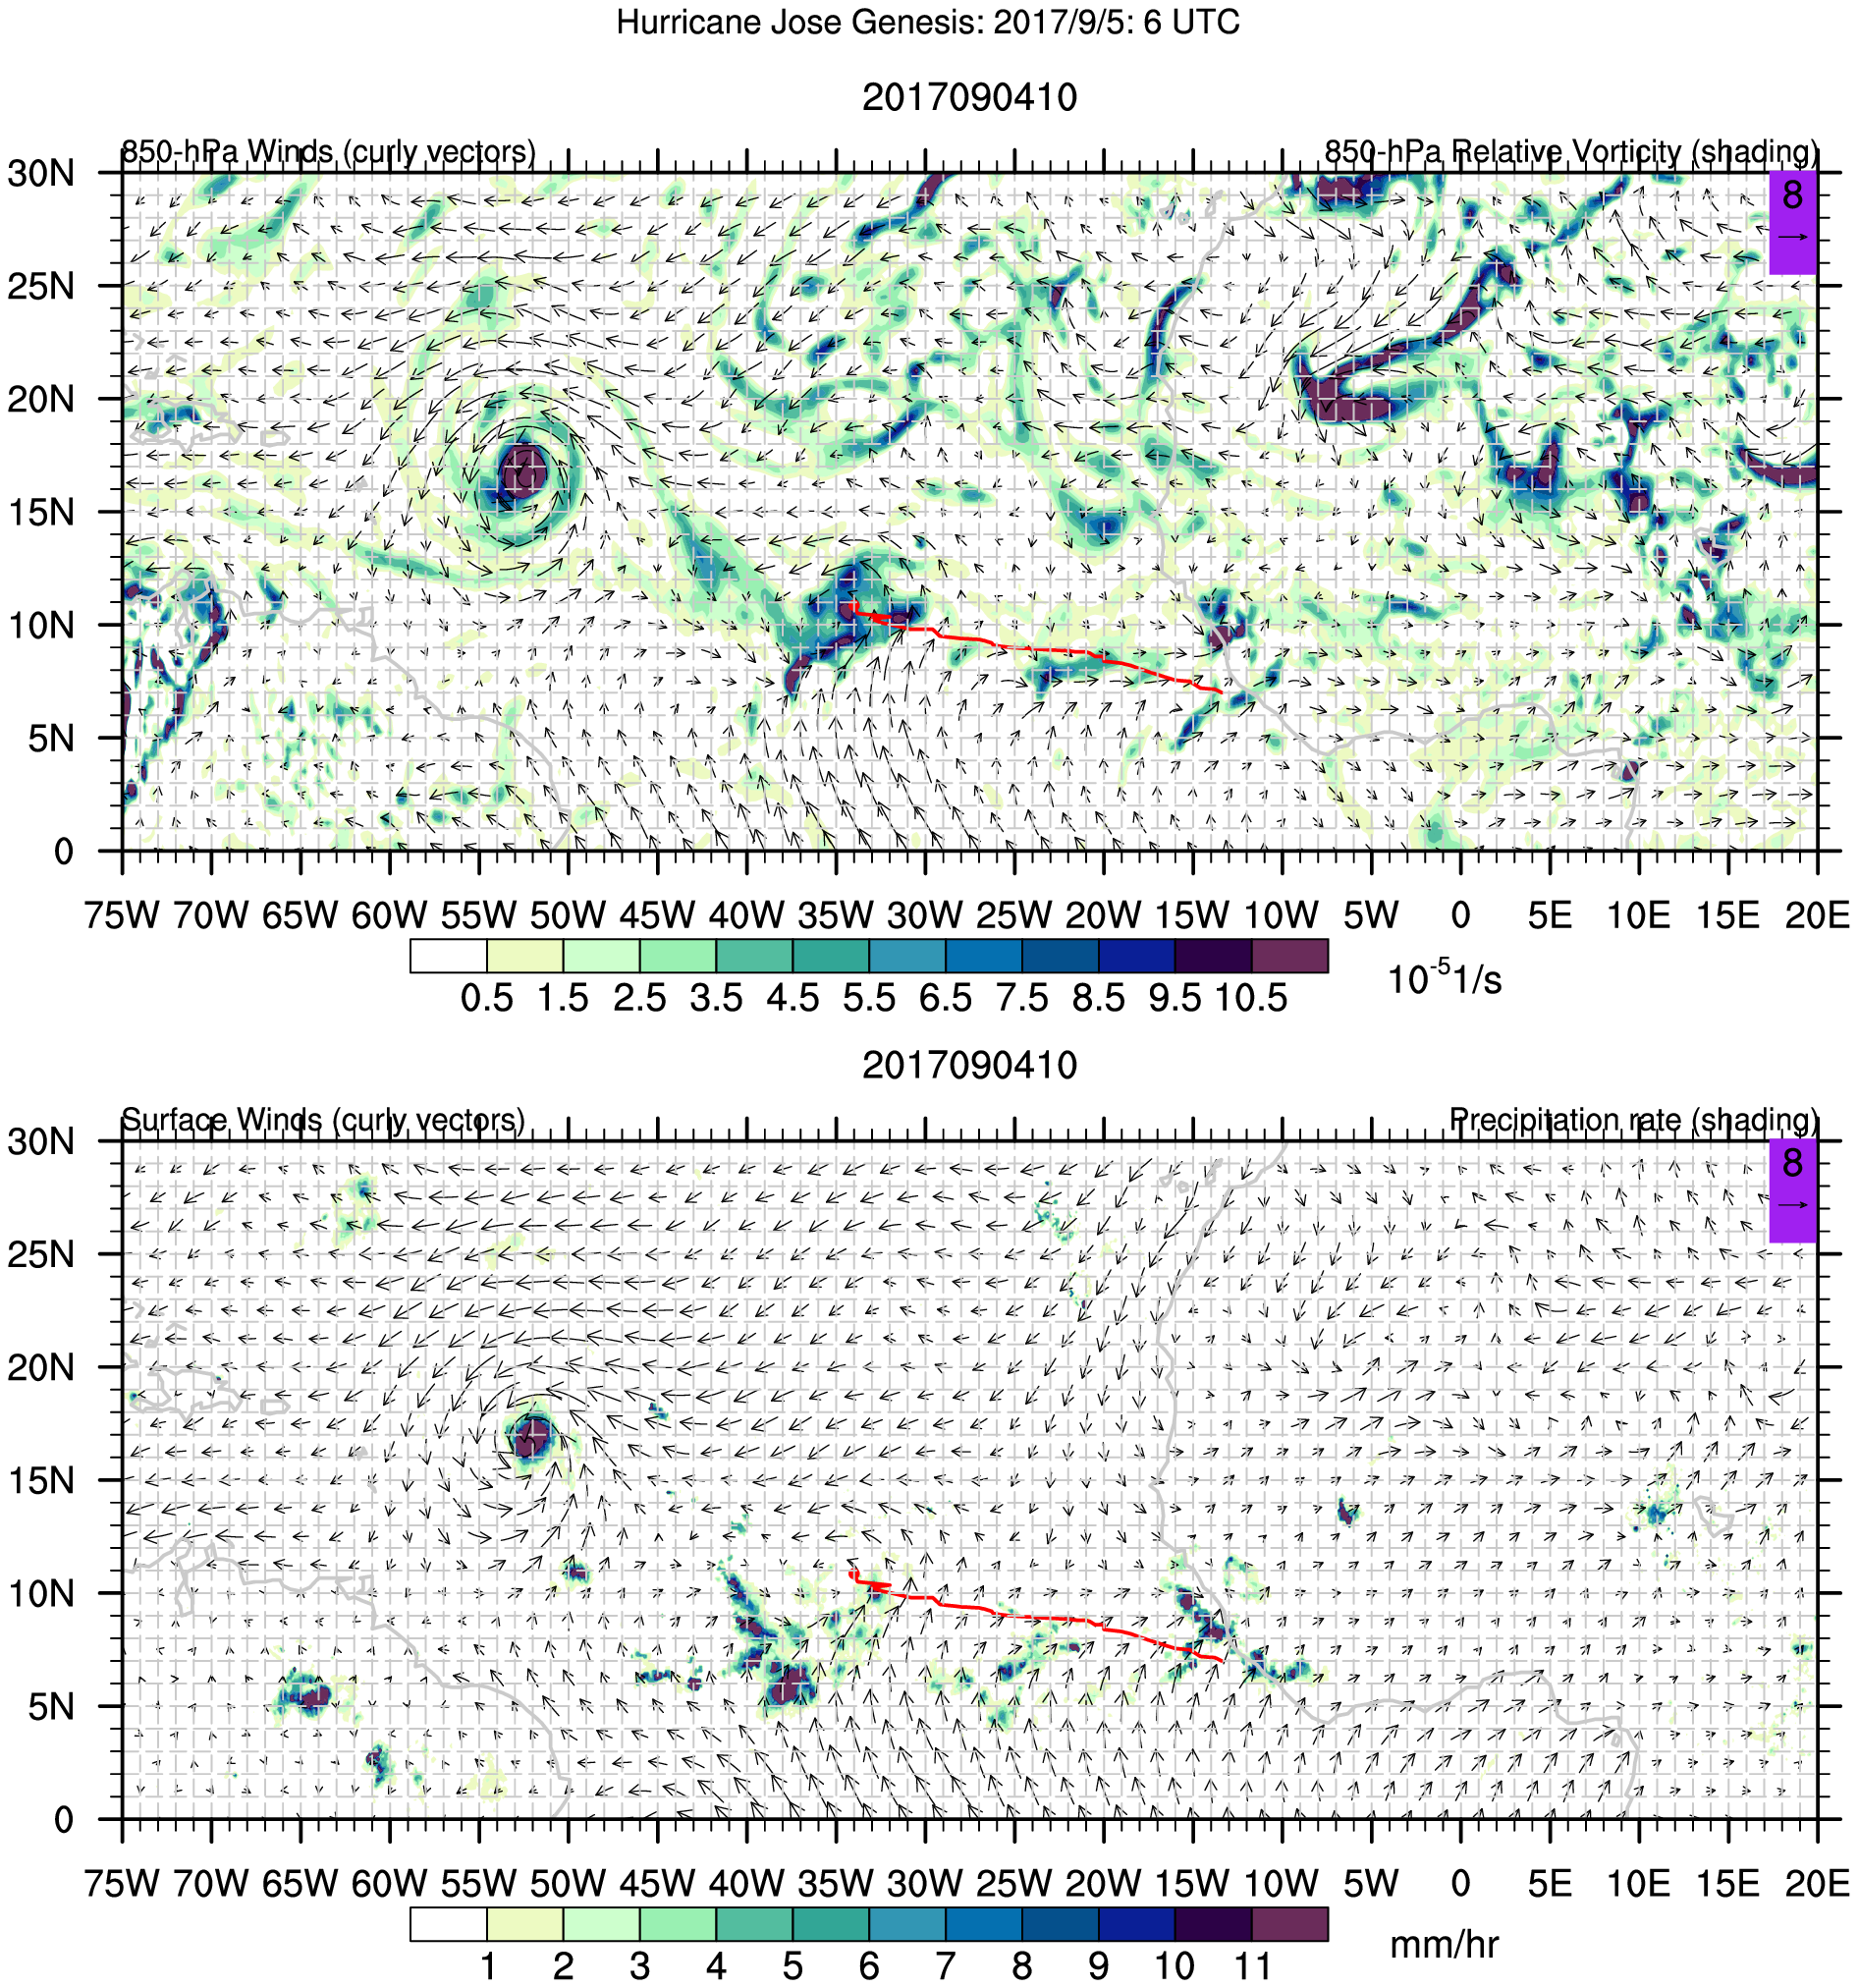 Hurricane Jose Genesis: 2017/9/5: 6 UTC
2017090410
850-hPa Winds (curly vectors) 850-hPa Relative Vorticity (shading)
30N
8
25N
20N
15N
10N
5N
0
75W 70W 65W 60W 55W 50W 45W 40W 35W 30W 25W 20W 15W 10W 5W 0 5E 10E 15E 20E
0.5 1.5 2.5 3.5 4.5 5.5 6.5 7.5 8.5 9.5 10.5
10⁻⁵1/s
2017090410
Surface Winds (curly vectors) Precipitation rate (shading)
30N
8
25N
20N
15N
10N
5N
0
75W 70W 65W 60W 55W 50W 45W 40W 35W 30W 25W 20W 15W 10W 5W 0 5E 10E 15E 20E
1 2 3 4 5 6 7 8 9 10 11
mm/hr